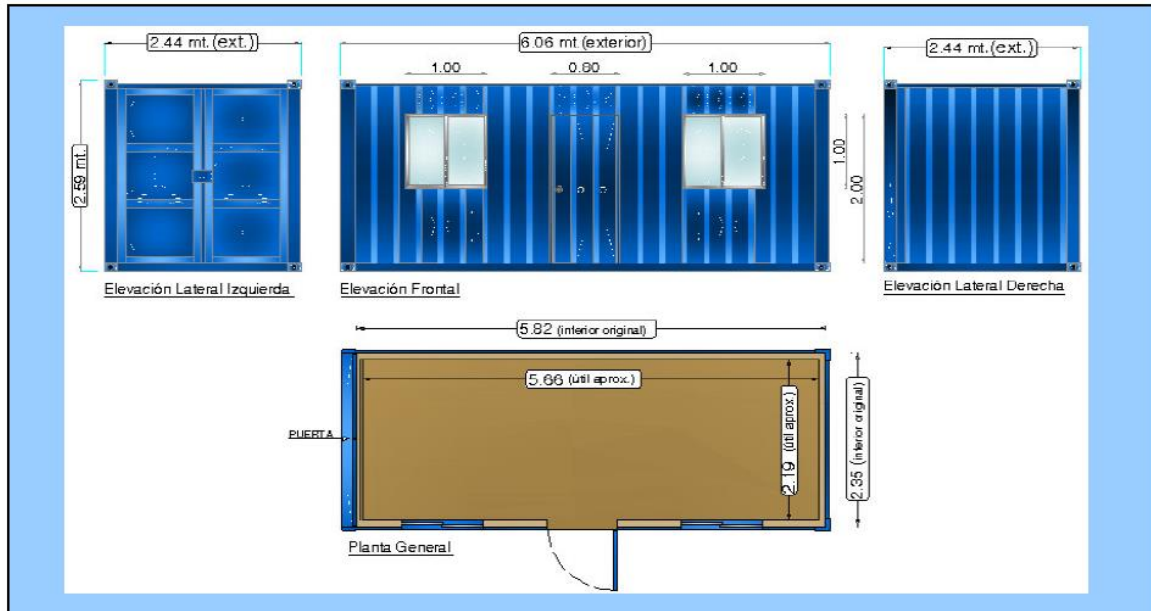 2.44 mt. (ext.)
6.06 mt. (exterior)
2.44 mt. (ext.)
1.00
0.80
1.00
2.59 mt.
1.00
2.00
Elevación Lateral Izquierda
Elevación Frontal
Elevación Lateral Derecha
5.82 (interior original)
5.66 (útil aprox.)
2.19 (útil aprox.)
2.35 (interior original)
PUERTA
Planta General